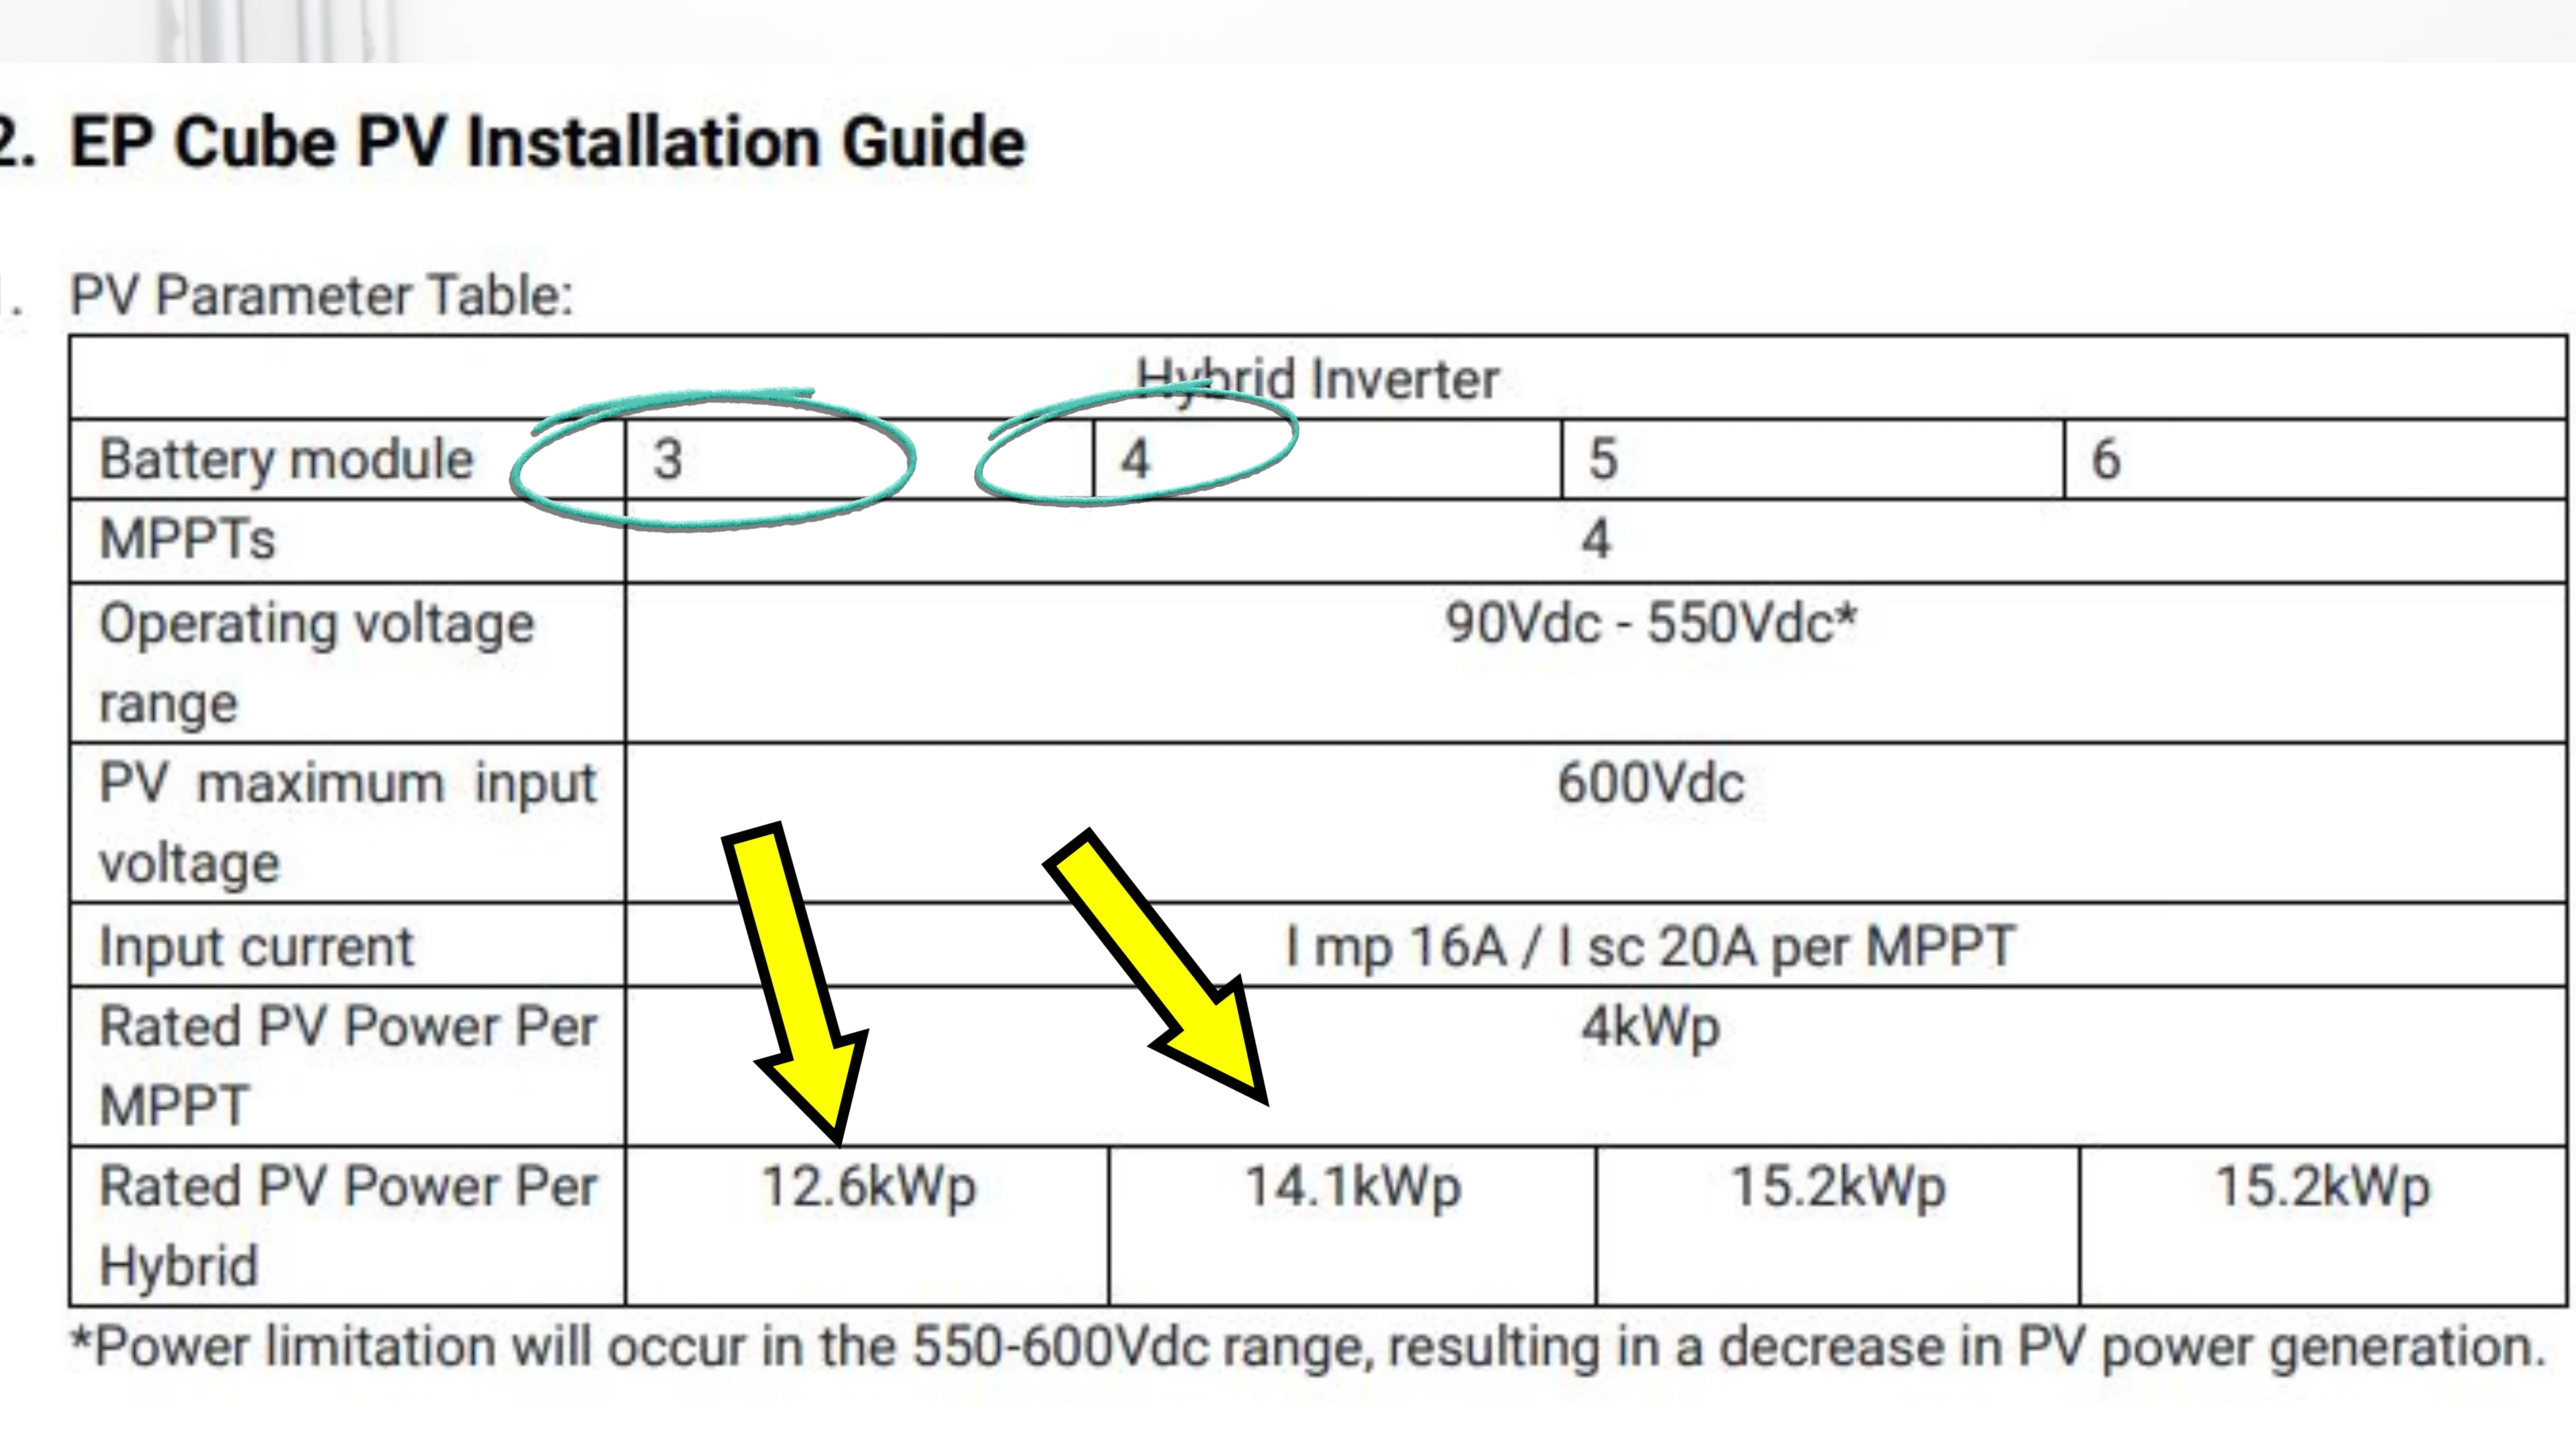 2. EP Cube PV Installation Guide
. PV Parameter Table:
Hybrid Inverter
Battery module 3 4 5 6
MPPTs 4
Operating voltage 90Vdc - 550Vdc*
range
PV maximum input 600Vdc
voltage
Input current I mp 16A / I sc 20A per MPPT
Rated PV Power Per 4kWp
MPPT
Rated PV Power Per 12.6kWp 14.1kWp 15.2kWp 15.2kWp
Hybrid
*Power limitation will occur in the 550-600Vdc range, resulting in a decrease in PV power generation.